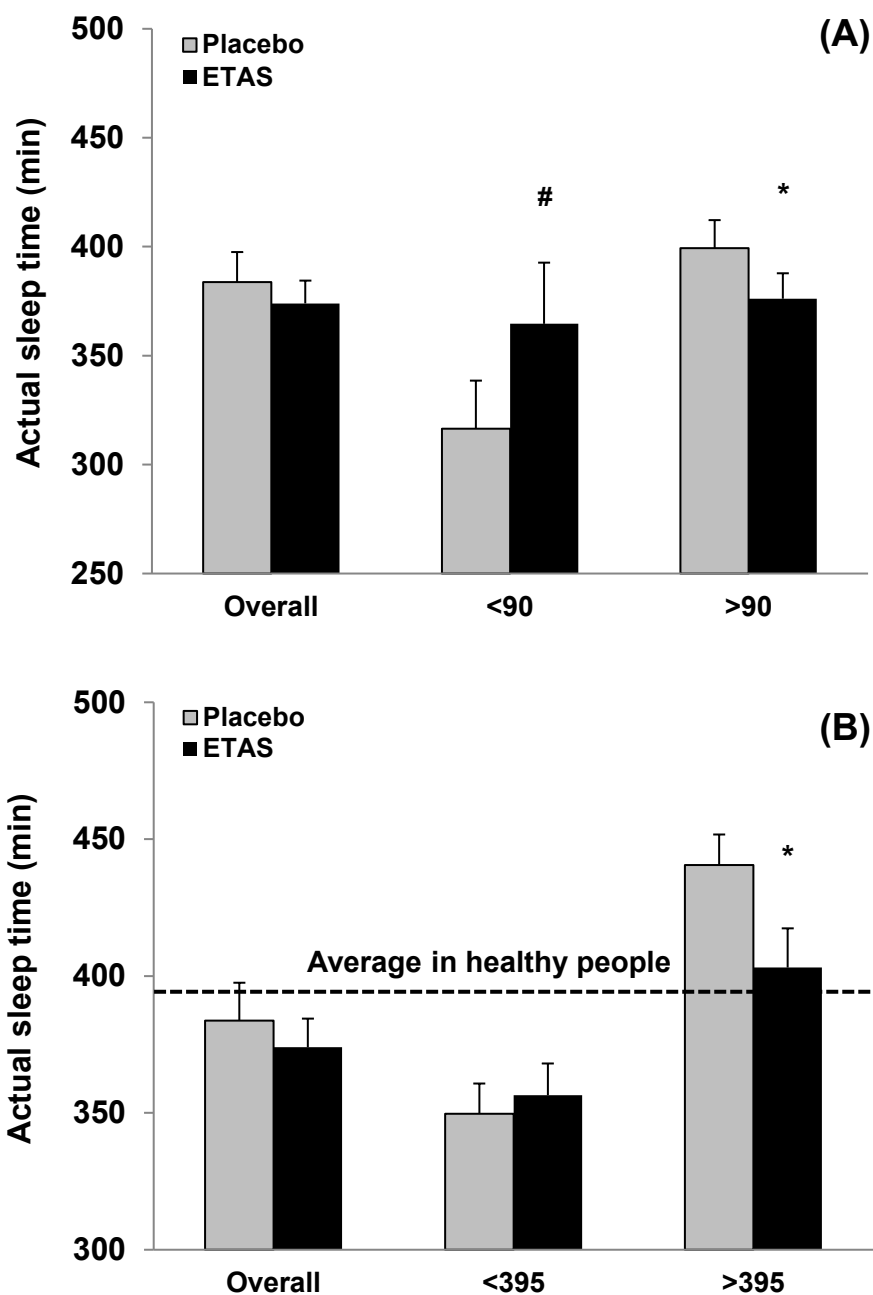 (A)
Placebo
ETAS
Actual sleep time (min)
500
450
400
350
300
250
#
*
Overall <90 >90
(B)
Placebo
ETAS
Actual sleep time (min)
500
450
400
350
300
*
Average in healthy people
Overall <395 >395